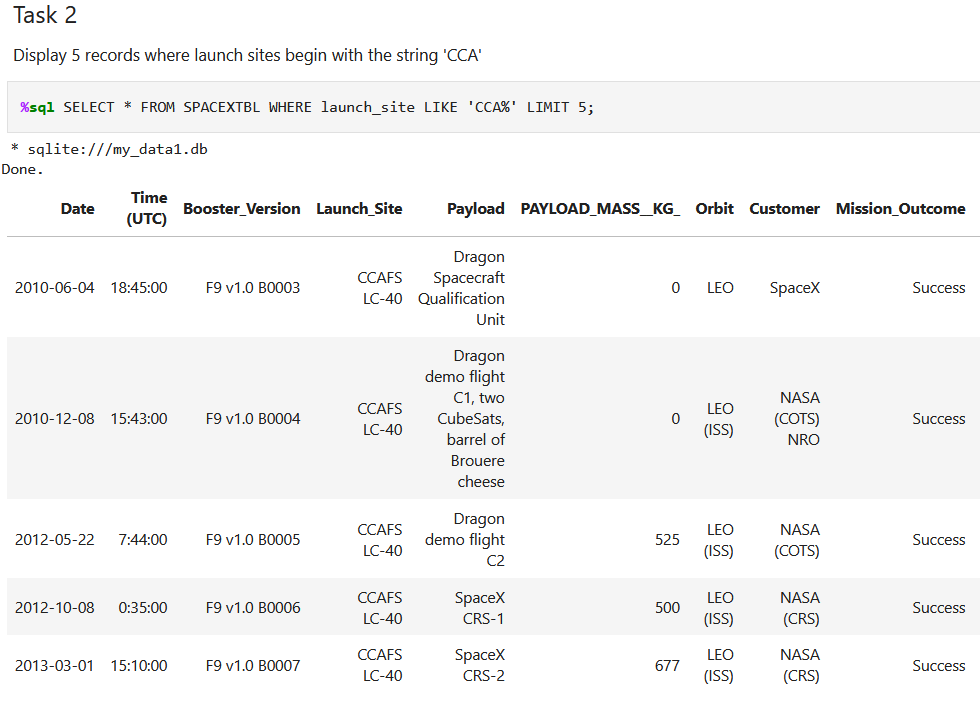 Task 2
Display 5 records where launch sites begin with the string 'CCA'
%sql SELECT * FROM SPACEXTBL WHERE launch_site LIKE 'CCA%' LIMIT 5;
* sqlite:///my_data1.db
Done.
Date Time (UTC) Booster_Version Launch_Site Payload PAYLOAD_MASS__KG_ Orbit Customer Mission_Outcome
2010-06-04 18:45:00 F9 v1.0 B0003 CCAFS LC-40 Dragon Spacecraft Qualification Unit 0 LEO SpaceX Success
2010-12-08 15:43:00 F9 v1.0 B0004 CCAFS LC-40 Dragon demo flight C1, two CubeSats, barrel of Brouere cheese 0 LEO (ISS) NASA (COTS) NRO Success
2012-05-22 7:44:00 F9 v1.0 B0005 CCAFS LC-40 Dragon demo flight C2 525 LEO (ISS) NASA (COTS) Success
2012-10-08 0:35:00 F9 v1.0 B0006 CCAFS LC-40 SpaceX CRS-1 500 LEO (ISS) NASA (CRS) Success
2013-03-01 15:10:00 F9 v1.0 B0007 CCAFS LC-40 SpaceX CRS-2 677 LEO (ISS) NASA (CRS) Success